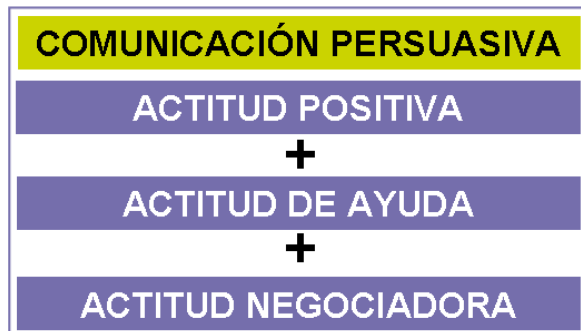 COMUNICACIÓN PERSUASIVA
ACTITUD POSITIVA
+
ACTITUD DE AYUDA
+
ACTITUD NEGOCIADORA